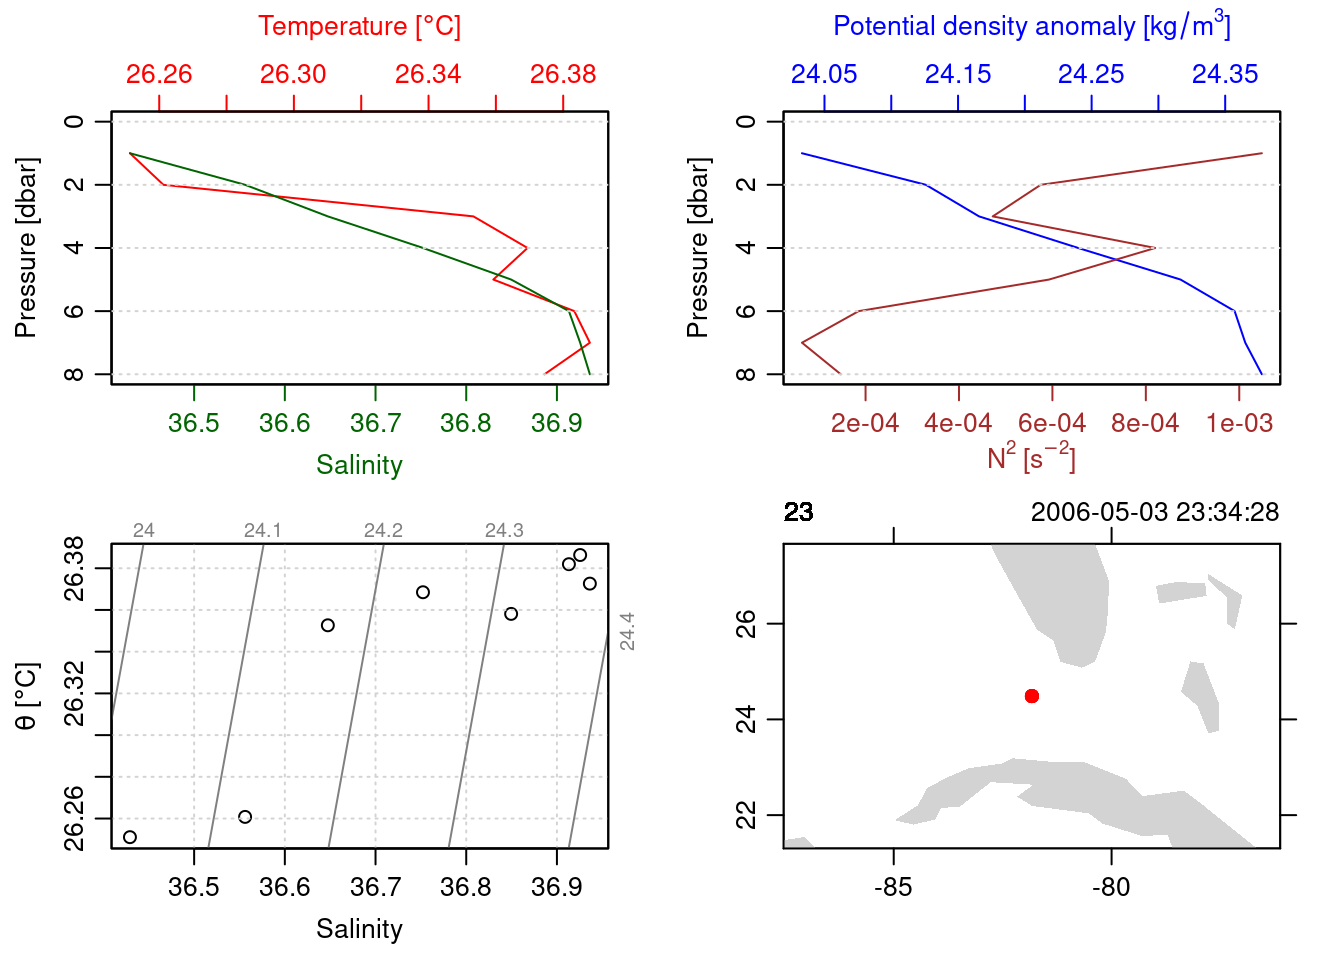 Temperature [°C]
26.26 26.30 26.34 26.38
0
2
4
6
8
Pressure [dbar]
36.5 36.6 36.7 36.8 36.9
Salinity
Potential density anomaly [kg/m³]
24.05 24.15 24.25 24.35
0
2
4
6
8
Pressure [dbar]
2e-04 4e-04 6e-04 8e-04 1e-03
N² [s⁻²]
24 24.1 24.2 24.3
24.4
26.38
26.32
26.26
θ [°C]
36.5 36.6 36.7 36.8 36.9
Salinity
23 2006-05-03 23:34:28
26
24
22
-85 -80